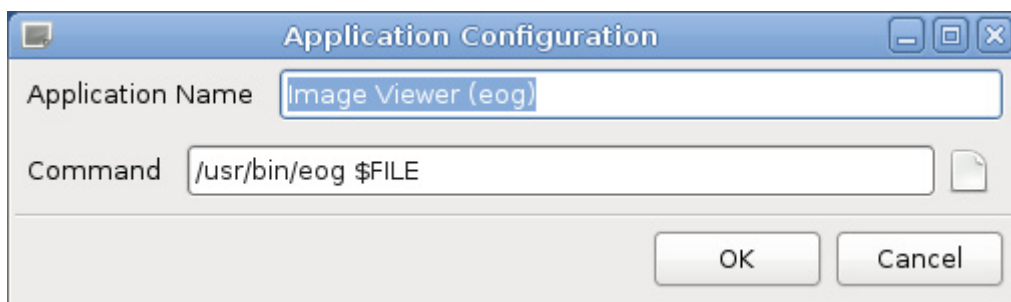 Application Configuration
Application Name Image Viewer (eog)
Command /usr/bin/eog $FILE
OK Cancel